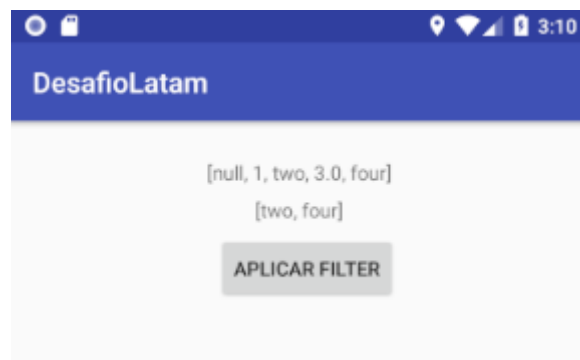 3:10
DesafioLatam
[null, 1, two, 3.0, four]
[two, four]
APLICAR FILTER